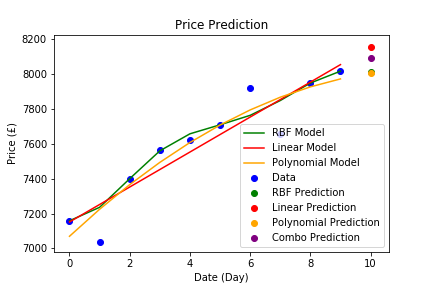 Price Prediction
8200
8000
7800
7600
7400
7200
7000
Price (£)
0
2
4
6
8
10
Date (Day)
RBF Model
Linear Model
Polynomial Model
Data
RBF Prediction
Linear Prediction
Polynomial Prediction
Combo Prediction